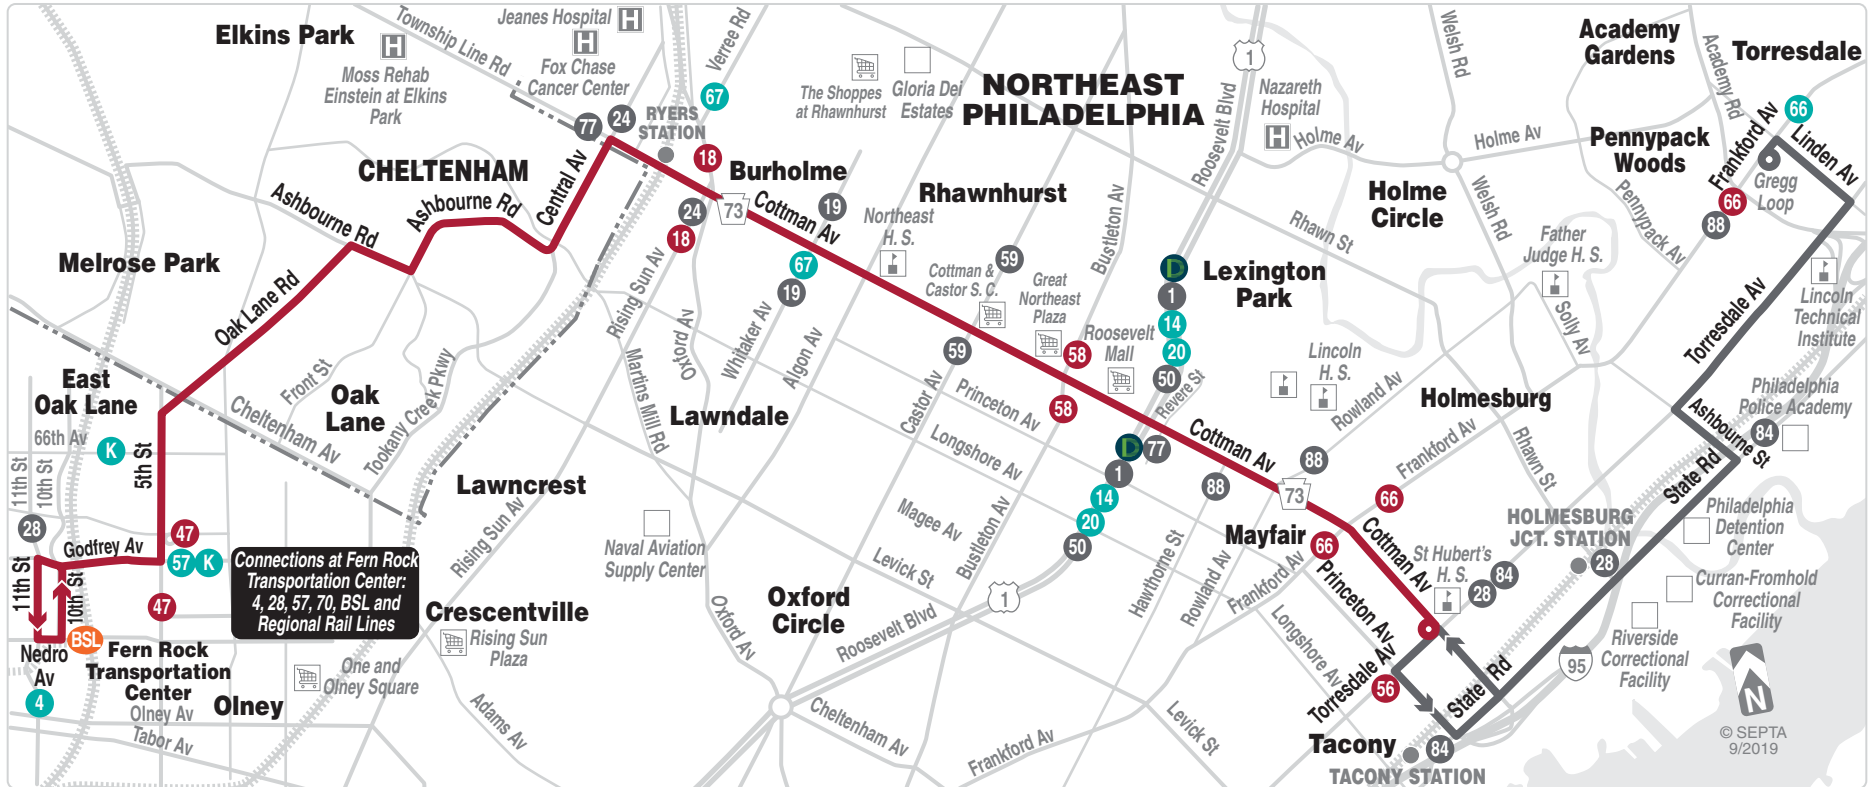 Elkins Park
Township Line Rd
Jeanes Hospital
H
H
H
Fox Chase
Cancer Center
Moss Rehab
Einstein at Elkins
Park
Verree Rd
67
77
24
RYERS
STATION
18
The Shoppes
at Rhawnhurst
Gloria Dei
Estates
NORTHEAST
PHILADELPHIA
1
Roosevelt Blvd
Nazareth
Hospital
H
Holme Av
Holme Av
Welsh Rd
Welsh Rd
Academy
Gardens
Academy Rd
Torresdale
66
Frankford Av
Linden Av
Pennypack
Woods
Gregg
Loop
66
88
Pennypack Av
CHELTENHAM
Ashbourne Rd
Ashbourne Rd
Central Av
Burholme
73
Cottman Av
24
18
19
Northeast
H. S.
Rhawnhurst
Bustleton Av
Holme
Circle
Rhawn St
Father
Judge H. S.
Solly Av
Lincoln
Technical
Institute
Torresdale Av
Melrose Park
Oak Lane Rd
Rising Sun Av
Oxford Av
67
19
Whitaker Av
Algon Av
59
Cottman &
Castor S. C.
Great
Northeast
Plaza
D
1
14
20
50
Lexington
Park
Roosevelt
Mall
58
Revere St
Lincoln
H. S.
Rowland Av
Holmesburg
Philadelphia
Police Academy
84
Ashbourne St
East
Oak Lane
66th Av
K
11th St
10th St
5th St
Front St
Oak
Lane
Cheltenham Av
Tookany Creek Pkwy
Martins Mill Rd
Lawndale
59
Castor Av
Princeton Av
Longshore Av
58
D
77
1
14
20
50
Cottman Av
88
88
73
Frankford Av
66
Rhawn St
State Rd
Lawncrest
Rising Sun Av
Naval Aviation
Supply Center
Magee Av
Levick St
Bustleton Av
Hawthorne St
Rowland Av
Mayfair
66
Frankford Av
Princeton Av
Cottman Av
St Hubert's
H. S.
28
84
HOLMESBURG
JCT. STATION
28
Philadelphia
Detention
Center
Curran-Fromhold
Correctional
Facility
Riverside
Correctional
Facility
28
Godfrey Av
47
57
K
47
11th St
10th St
Connections at Fern Rock
Transportation Center:
4, 28, 57, 70, BSL and
Regional Rail Lines
BSL
Nedro
Av
4
Fern Rock
Transportation
Center
Olney Av
Tabor Av
Olney
One and
Olney Square
Crescentville
Rising Sun
Plaza
Adams Av
Oxford Av
Oxford
Circle
Roosevelt Blvd
1
Cheltenham Av
Frankford Av
Levick St
Longshore Av
Torresdale Av
56
State Rd
95
Tacony
84
TACONY STATION
N
© SEPTA
9/2019